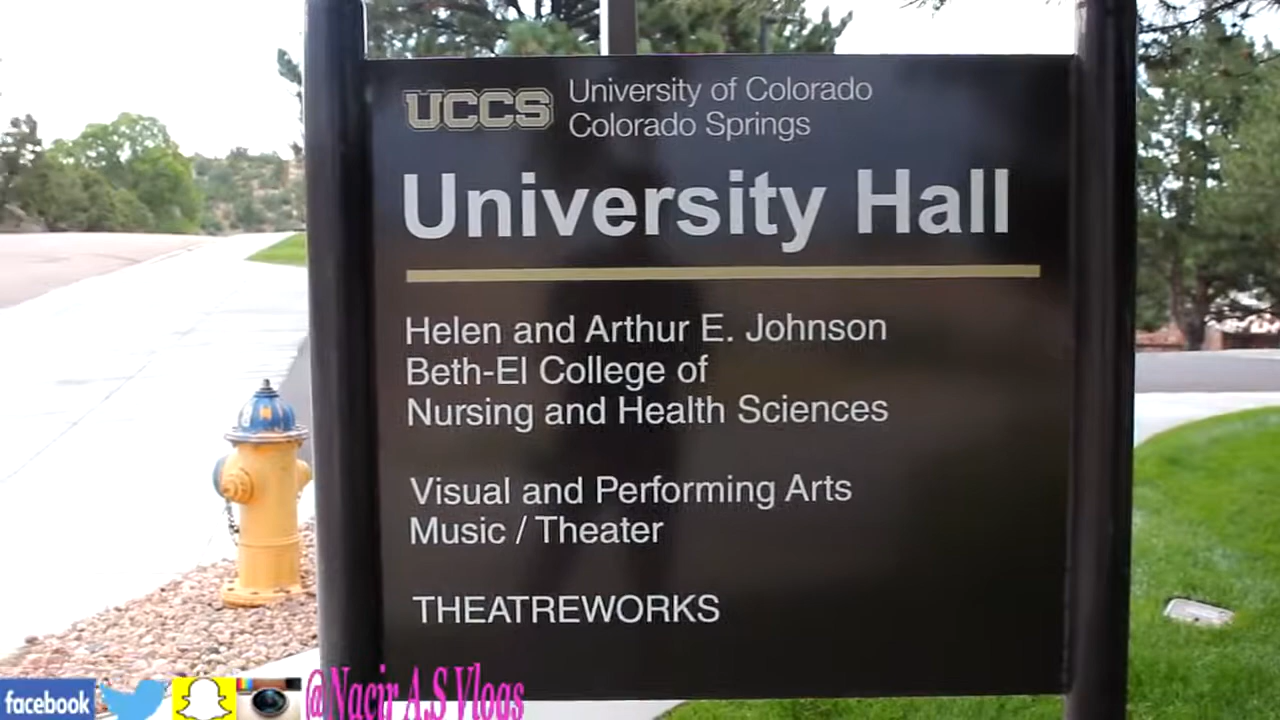 UCCS University of Colorado
Colorado Springs
University Hall
Helen and Arthur E. Johnson
Beth-El College of
Nursing and Health Sciences
Visual and Performing Arts
Music / Theater
THEATREWORKS
facebook @Nacir A.S Vlogs